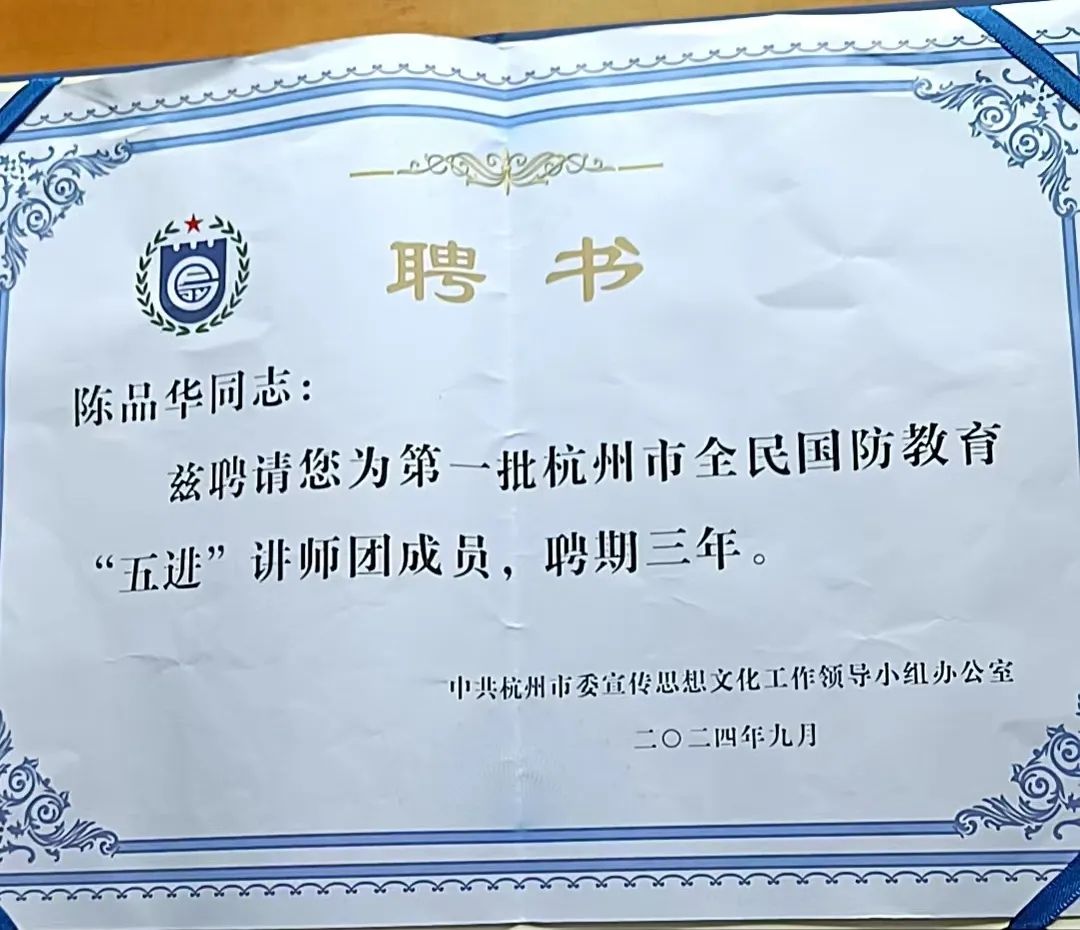 聘书
陈品华同志：
兹聘请您为第一批杭州市全民国防教育
“五进”讲师团成员，聘期三年。
中共杭州市委宣传思想文化工作领导小组办公室
二〇二四年九月